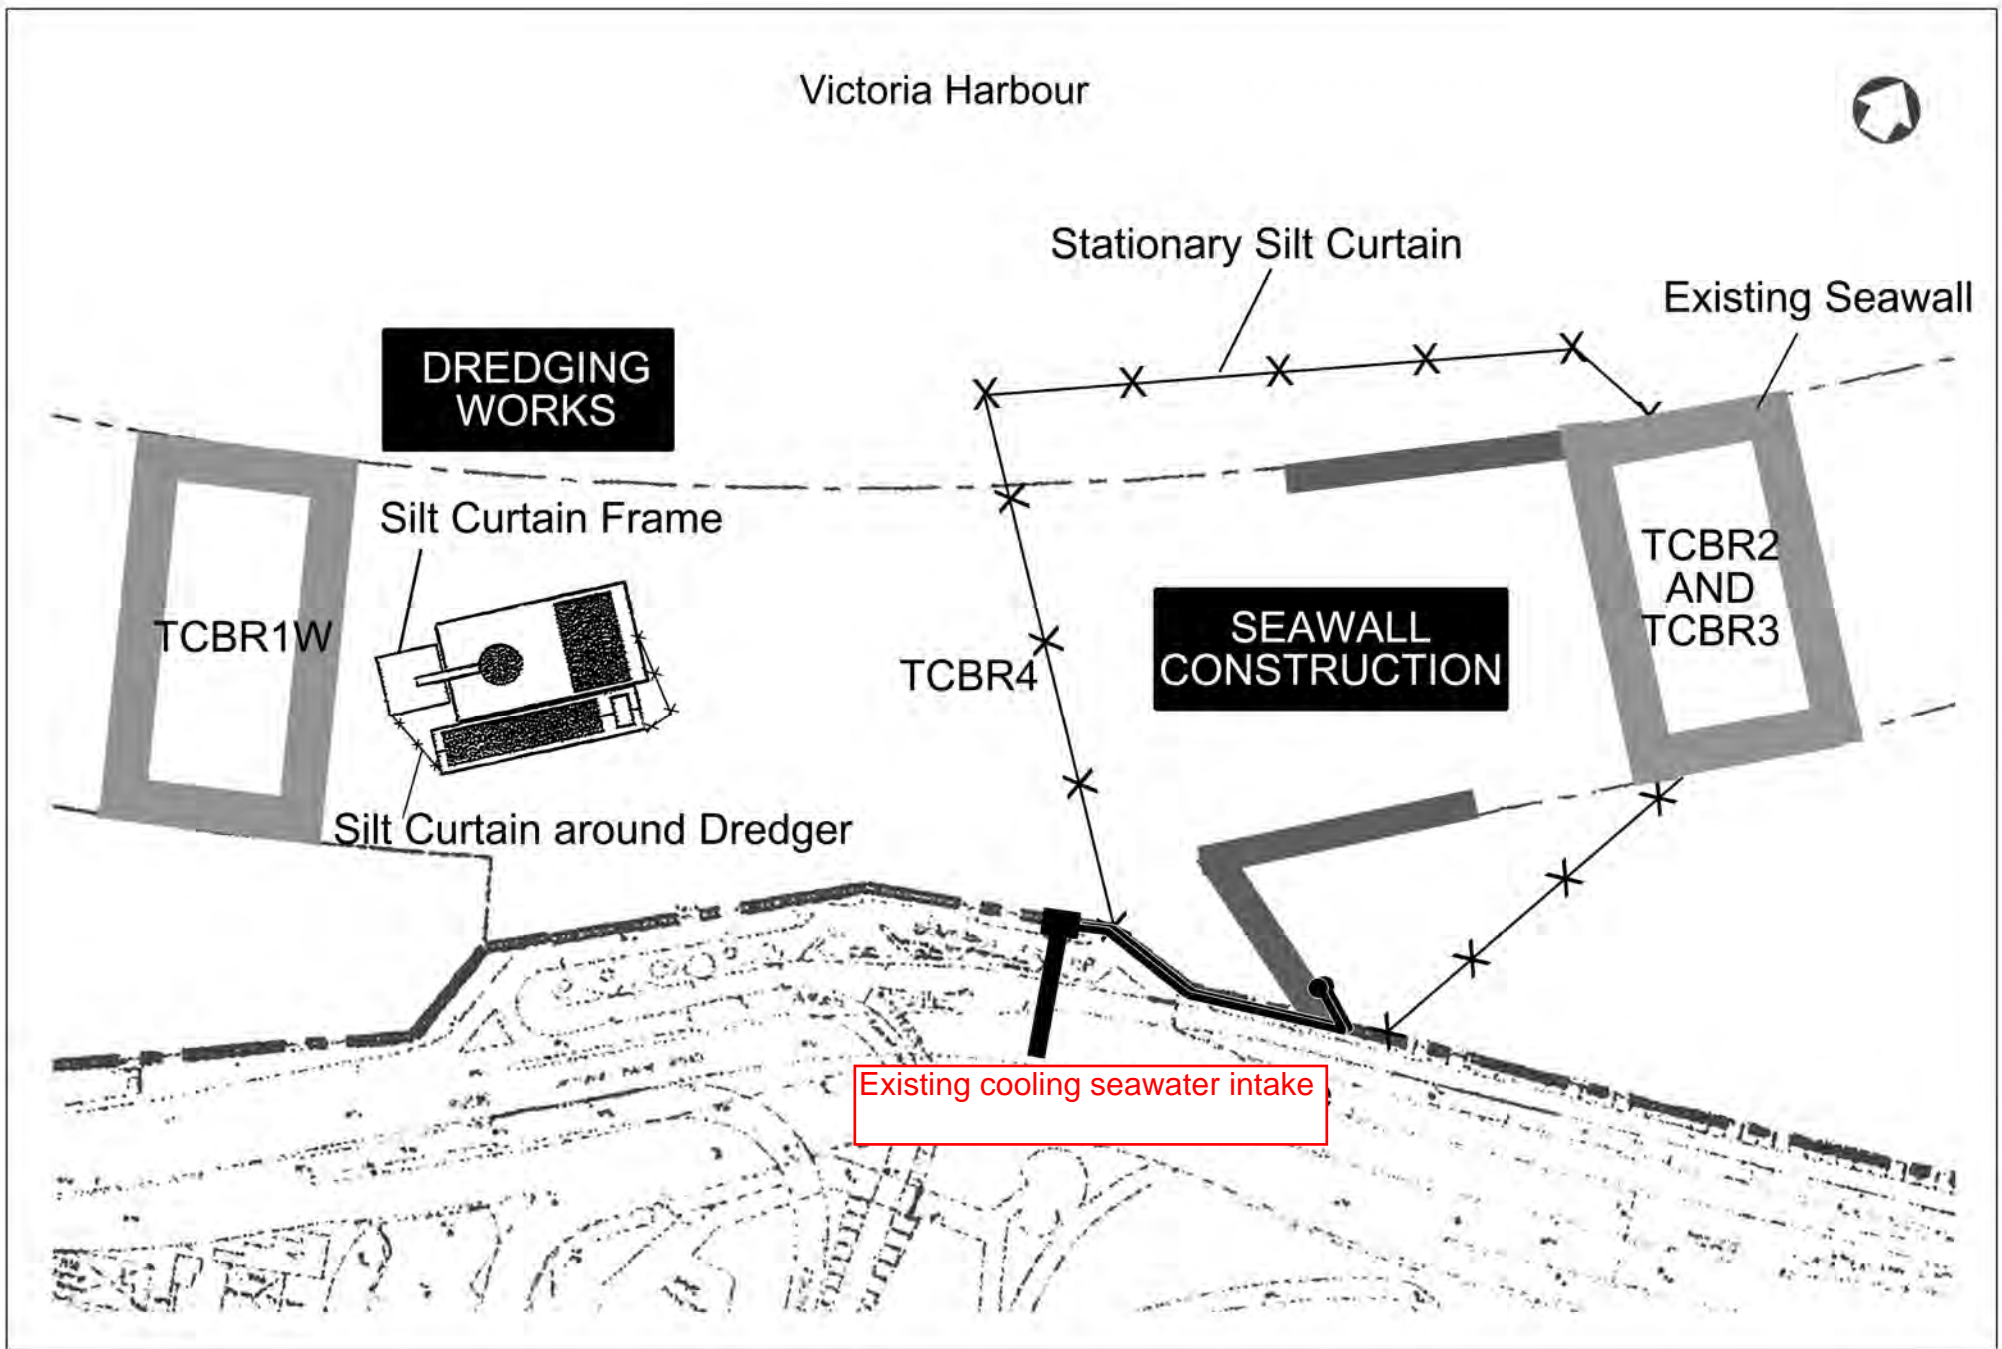 Victoria Harbour
Stationary Silt Curtain
Existing Seawall
DREDGING
WORKS
Silt Curtain Frame
TCBR2
AND
TCBR3
TCBR1W
SEAWALL
CONSTRUCTION
TCBR4
Silt Curtain around Dredger
Existing cooling seawater intake